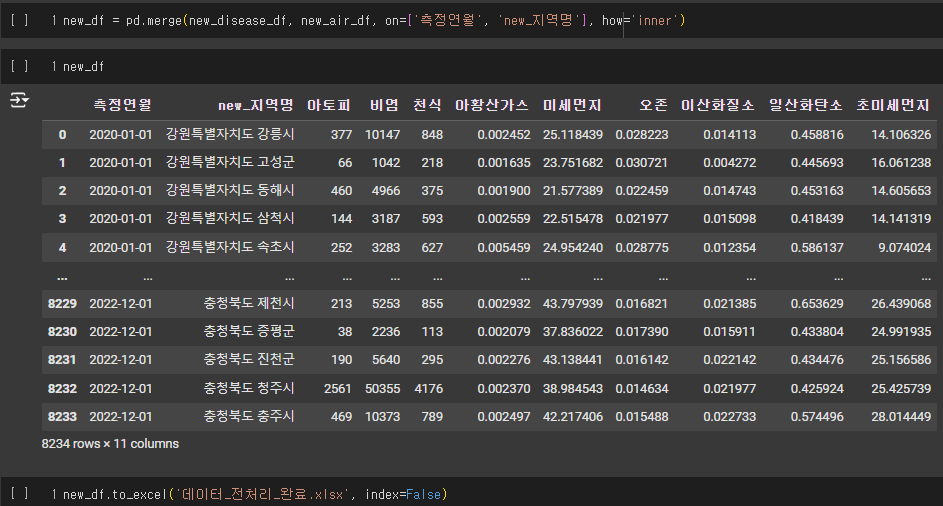 [ ] 1 new_df = pd.merge(new_disease_df, new_air_df, on=['측정연월', 'new_지역명'], how='inner')
[ ] 1 new_df
측정연월 new_지역명 아토피 비염 천식 아황산가스 미세먼지 오존 이산화질소 일산화탄소 초미세먼지
0 2020-01-01 강원특별자치도 강릉시 377 10147 848 0.002452 25.118439 0.028223 0.014113 0.458816 14.106326
1 2020-01-01 강원특별자치도 고성군 66 1042 218 0.001635 23.751682 0.030721 0.004272 0.445693 16.061238
2 2020-01-01 강원특별자치도 동해시 460 4966 375 0.001900 21.577389 0.022459 0.014743 0.453163 14.605653
3 2020-01-01 강원특별자치도 삼척시 144 3187 593 0.002559 22.515478 0.021977 0.015098 0.418439 14.141319
4 2020-01-01 강원특별자치도 속초시 252 3283 627 0.005459 24.954240 0.028775 0.012354 0.586137 9.074024
... ... ... ... ... ... ... ... ... ... ... ...
8229 2022-12-01 충청북도 제천시 213 5253 855 0.002932 43.797939 0.016821 0.021385 0.653629 26.439068
8230 2022-12-01 충청북도 증평군 38 2236 113 0.002079 37.836022 0.017390 0.015911 0.433804 24.991935
8231 2022-12-01 충청북도 진천군 190 5640 295 0.002276 43.138441 0.016142 0.022142 0.434476 25.156586
8232 2022-12-01 충청북도 청주시 2561 50355 4176 0.002370 38.984543 0.014634 0.021977 0.425924 25.425739
8233 2022-12-01 충청북도 충주시 469 10373 789 0.002497 42.217406 0.015488 0.022733 0.574496 28.014449
8234 rows × 11 columns
[ ] 1 new_df.to_excel('데이터_전처리_완료.xlsx', index=False)